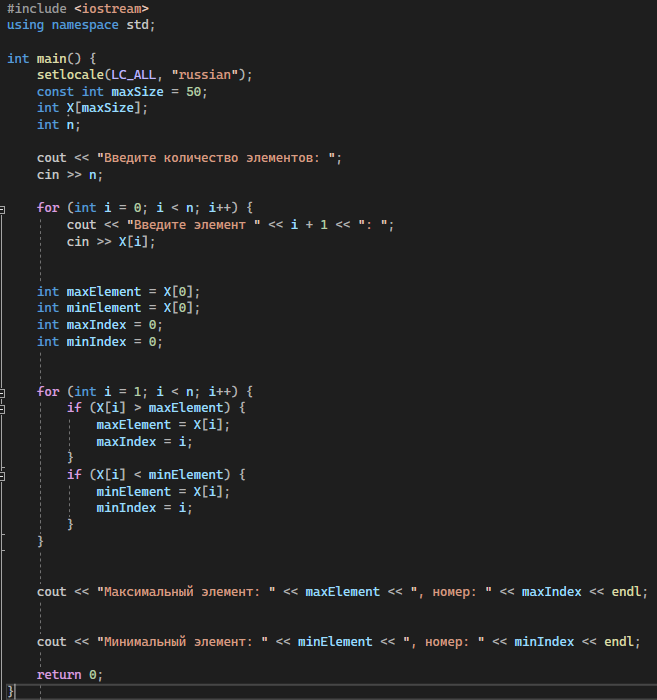 #include <iostream>
using namespace std;
int main() {
setlocale(LC_ALL, "russian");
const int maxSize = 50;
int X[maxSize];
int n;
cout << "Введите количество элементов: ";
cin >> n;
for (int i = 0; i < n; i++) {
cout << "Введите элемент " << i + 1 << ": ";
cin >> X[i];
int maxElement = X[0];
int minElement = X[0];
int maxIndex = 0;
int minIndex = 0;
for (int i = 1; i < n; i++) {
if (X[i] > maxElement) {
maxElement = X[i];
maxIndex = i;
}
if (X[i] < minElement) {
minElement = X[i];
minIndex = i;
}
}
cout << "Максимальный элемент: " << maxElement << ", номер: " << maxIndex << endl;
cout << "Минимальный элемент: " << minElement << ", номер: " << minIndex << endl;
return 0;
}